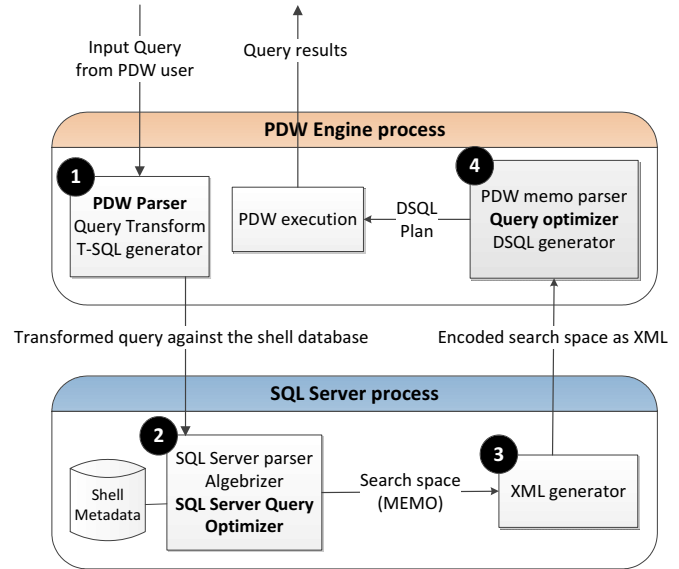 Input Query
from PDW user
Query results
PDW Engine process
1
PDW Parser
Query Transform
T-SQL generator
PDW execution
DSQL
Plan
4
PDW memo parser
Query optimizer
DSQL generator
Transformed query against the shell database
Encoded search space as XML
SQL Server process
2
SQL Server parser
Algebrizer
SQL Server Query
Optimizer
Shell
Metadata
Search space
(MEMO)
3
XML generator